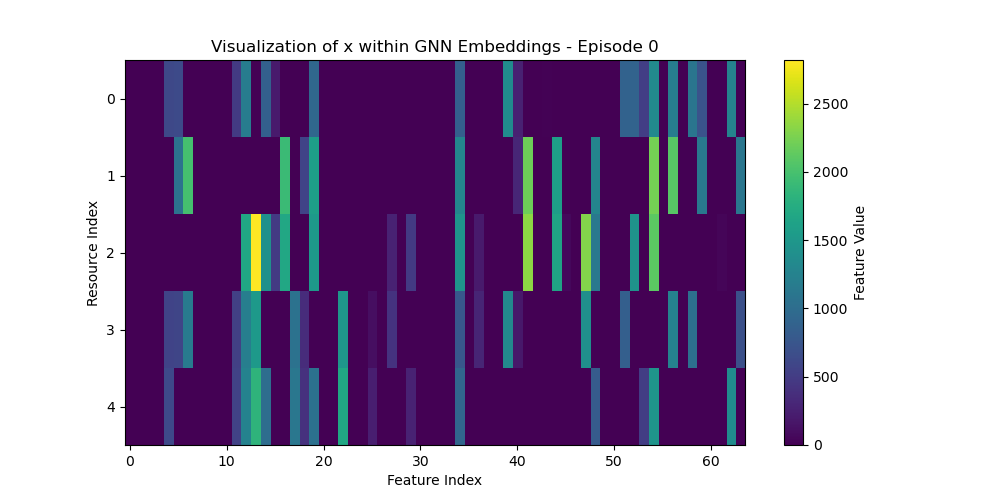 Visualization of x within GNN Embeddings - Episode 0
Resource Index
0
1
2
3
4
0 10 20 30 40 50 60
Feature Index
2500
2000
1500
1000
500
0
Feature Value